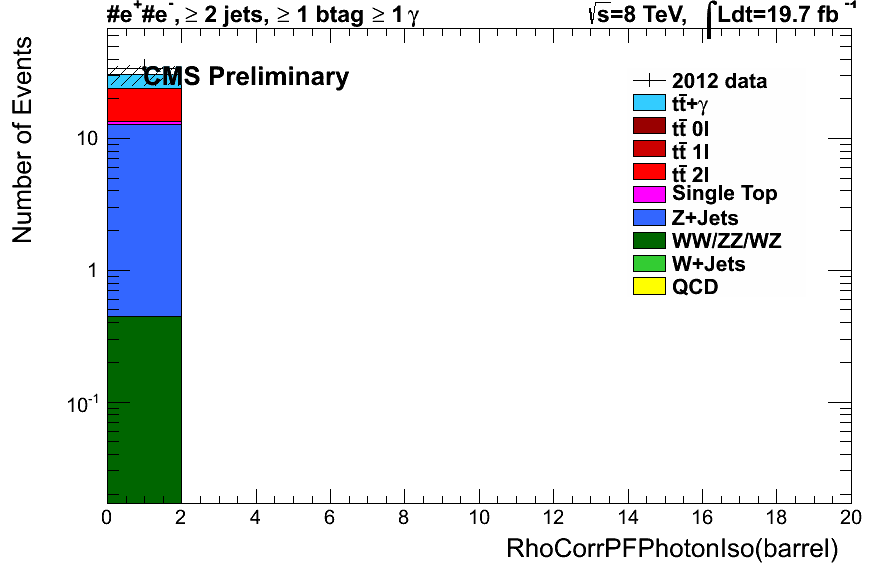 #e⁺#e⁻, ≥ 2 jets, ≥ 1 btag ≥ 1 γ
√s=8 TeV, ∫Ldt=19.7 fb⁻¹
CMS Preliminary
Number of Events
2012 data
tt̄+γ
tt̄ 0l
tt̄ 1l
tt̄ 2l
Single Top
Z+Jets
WW/ZZ/WZ
W+Jets
QCD
10
1
10⁻¹
0 2 4 6 8 10 12 14 16 18 20
RhoCorrPFPhotonIso(barrel)